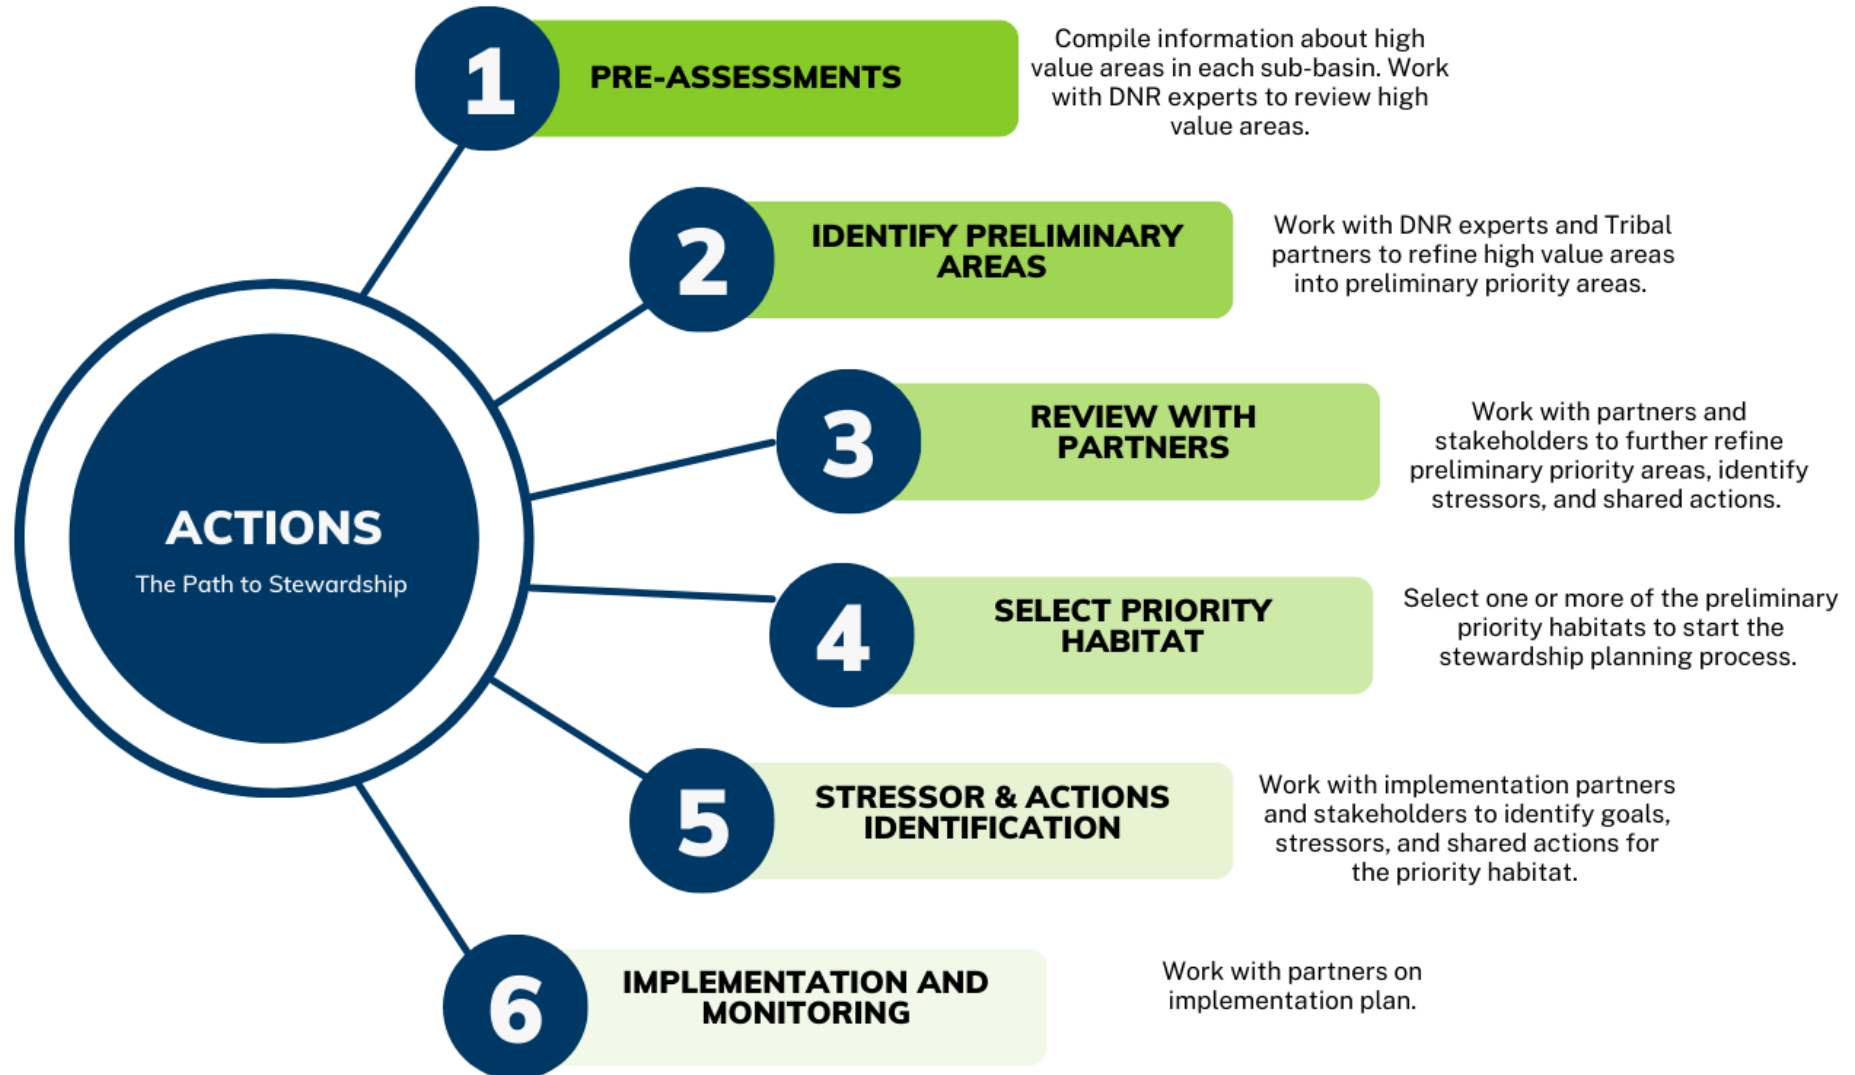 1
PRE-ASSESSMENTS
Compile information about high
value areas in each sub-basin. Work
with DNR experts to review high
value areas.
2
IDENTIFY PRELIMINARY
AREAS
Work with DNR experts and Tribal
partners to refine high value areas
into preliminary priority areas.
3
REVIEW WITH
PARTNERS
Work with partners and
stakeholders to further refine
preliminary priority areas, identify
stressors, and shared actions.
ACTIONS
The Path to Stewardship
4
SELECT PRIORITY
HABITAT
Select one or more of the preliminary
priority habitats to start the
stewardship planning process.
5
STRESSOR & ACTIONS
IDENTIFICATION
Work with implementation partners
and stakeholders to identify goals,
stressors, and shared actions for
the priority habitat.
6
IMPLEMENTATION AND
MONITORING
Work with partners on
implementation plan.